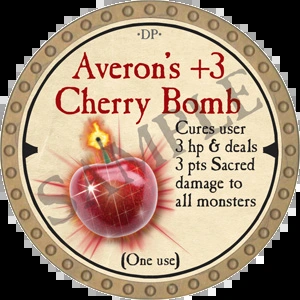 ·DP·
Averon's +3
Cherry Bomb
Cures user
3 hp & deals
3 pts Sacred
damage to
all monsters
(One use)
SAMPLE